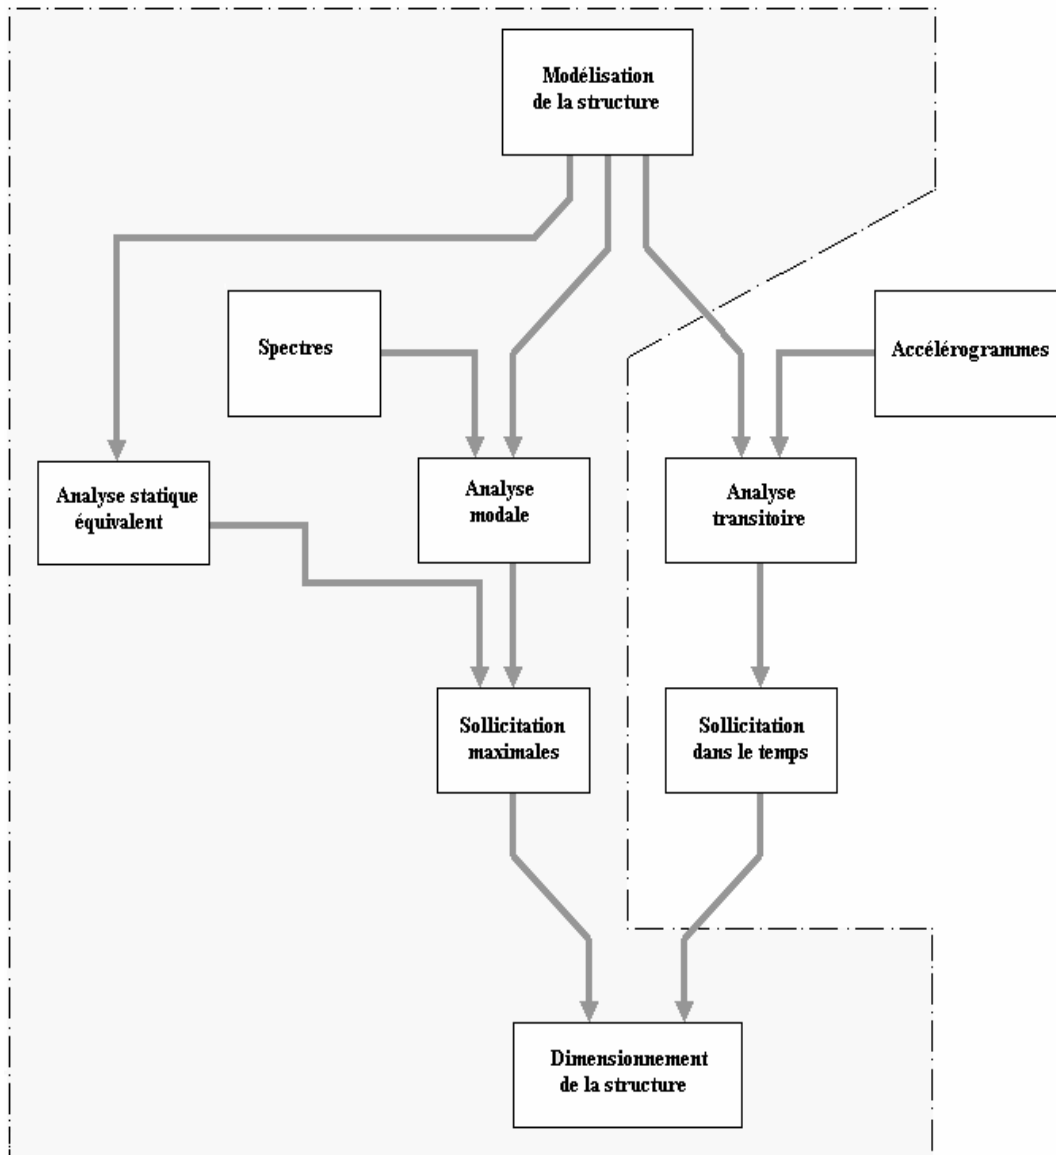 Modélisation
de la structure
Spectres
Accélérogrammes
Analyse statique
équivalent
Analyse
modale
Analyse
transitoire
Sollicitation
maximales
Sollicitation
dans le temps
Dimensionnement
de la structure